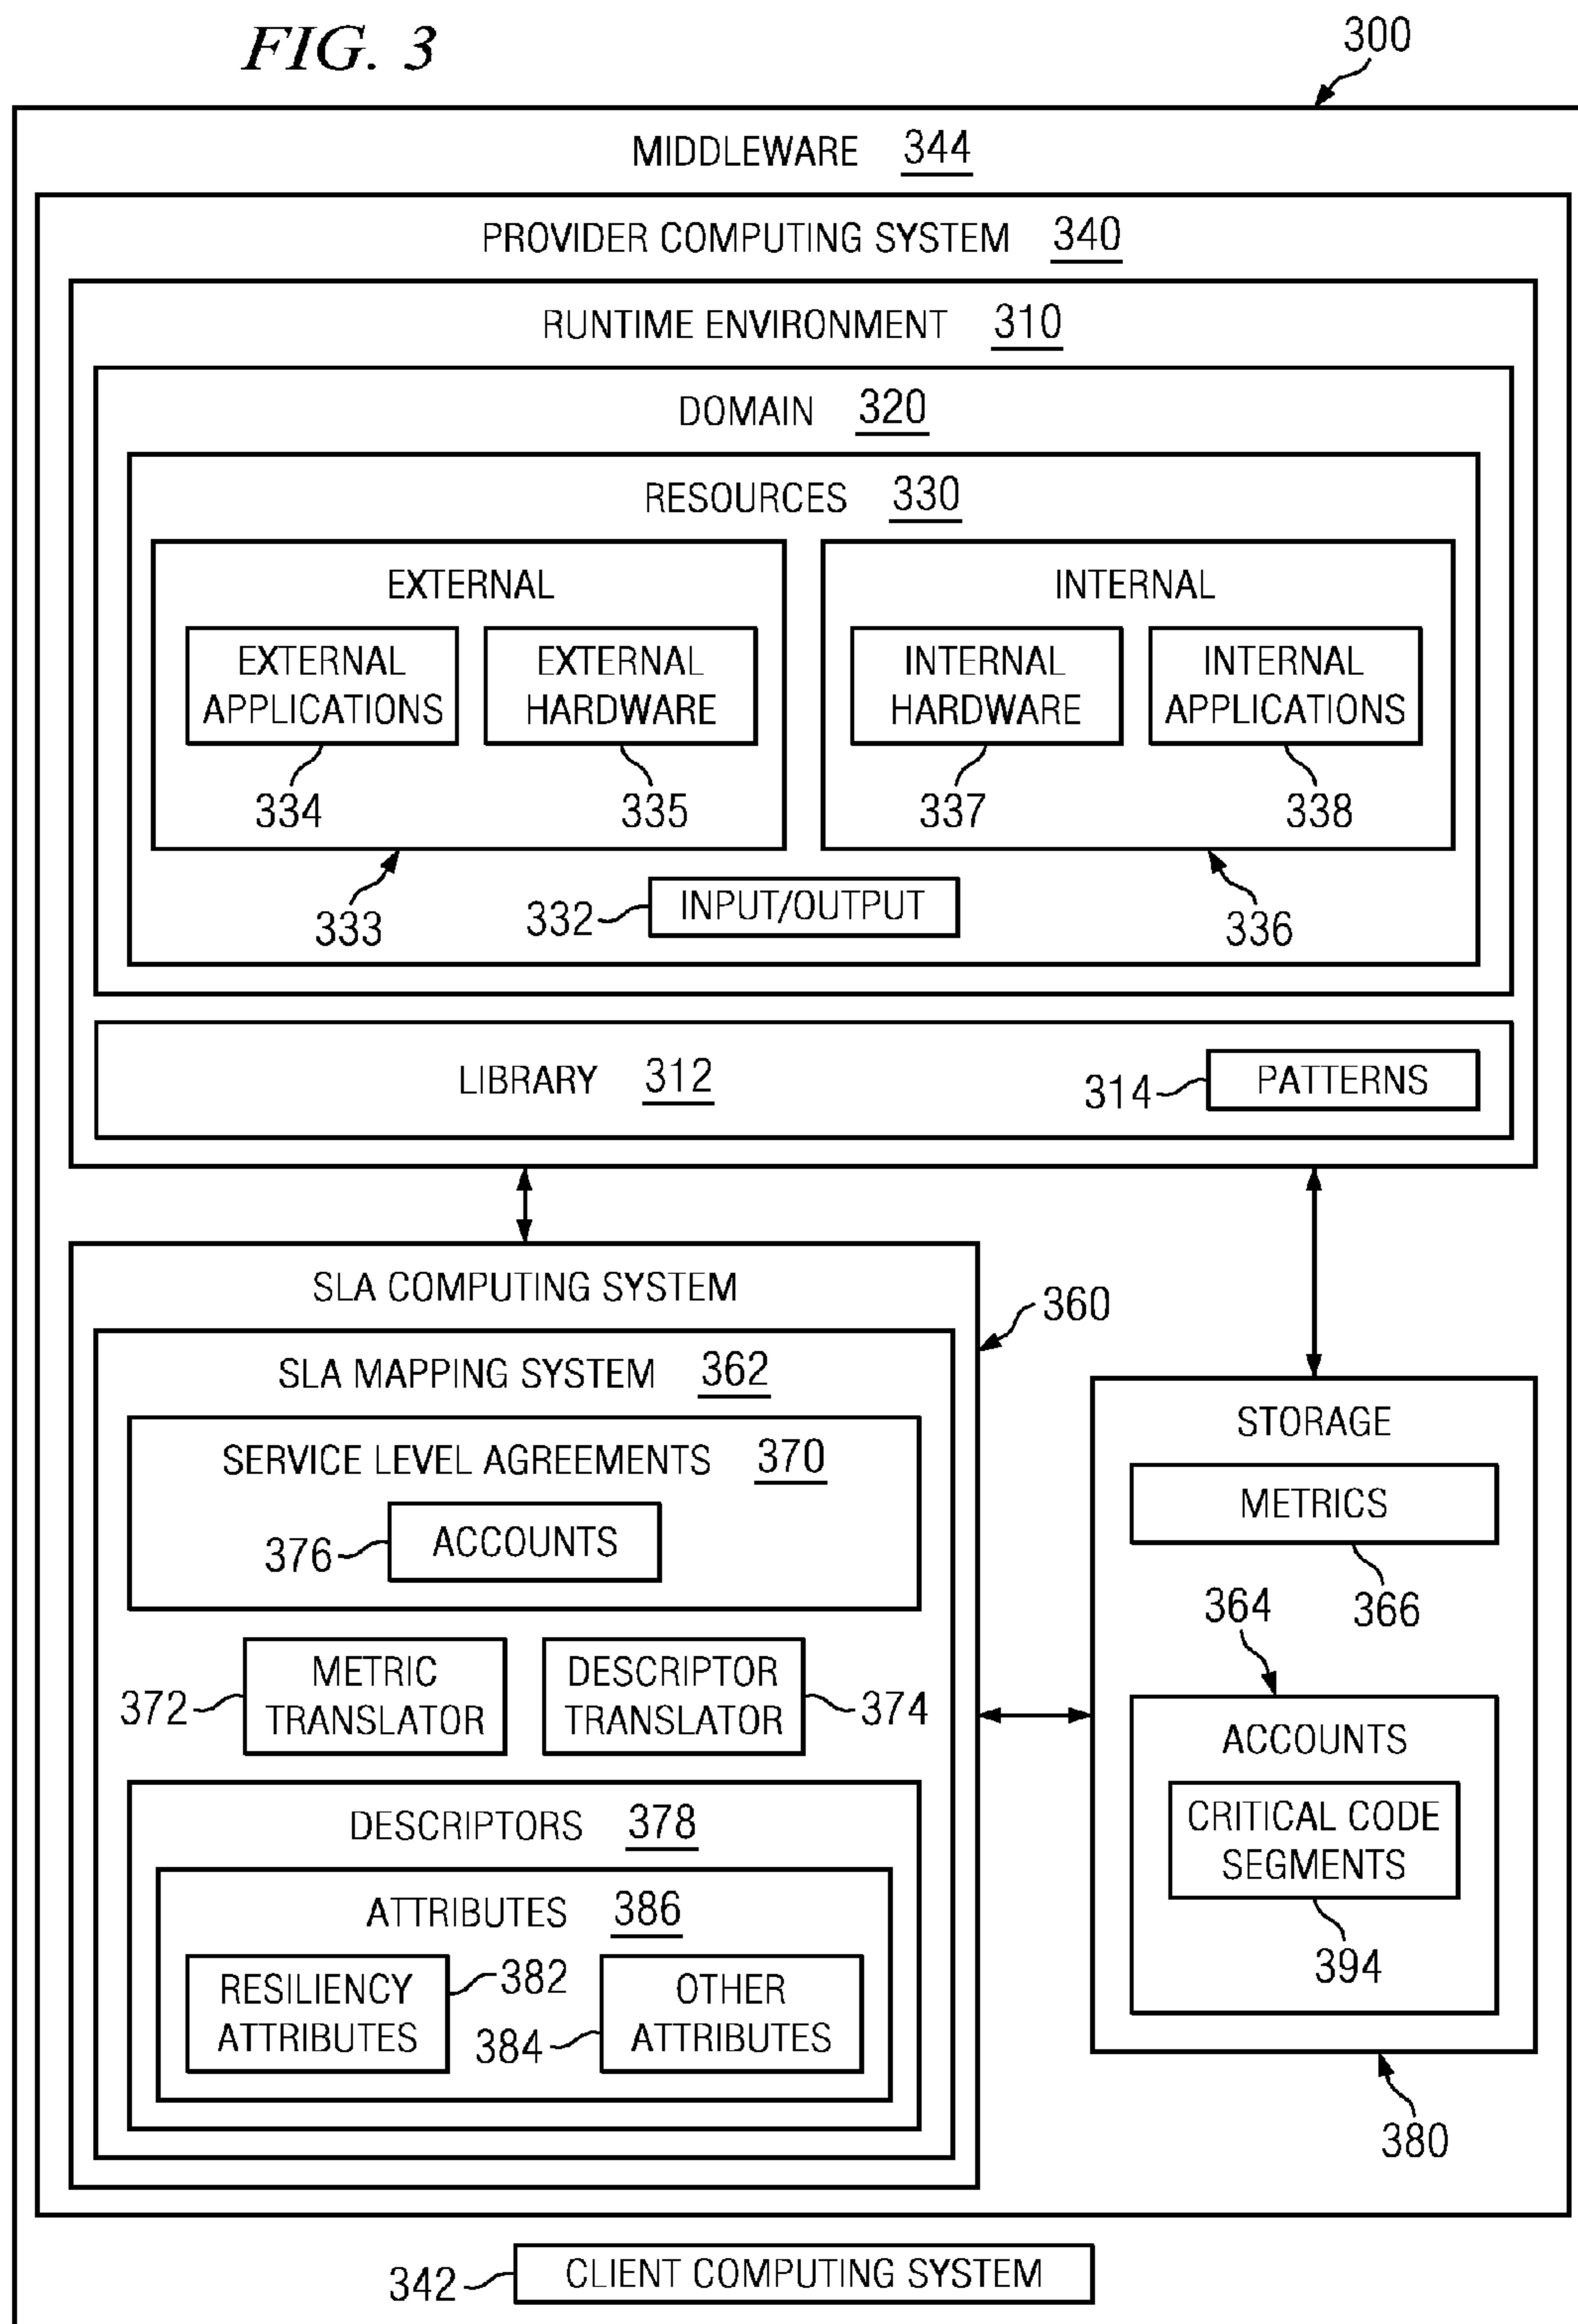 FIG. 3
300
MIDDLEWARE 344
PROVIDER COMPUTING SYSTEM 340
RUNTIME ENVIRONMENT 310
DOMAIN 320
RESOURCES 330
EXTERNAL
EXTERNAL
APPLICATIONS
334
EXTERNAL
HARDWARE
335
333
INTERNAL
INTERNAL
HARDWARE
337
INTERNAL
APPLICATIONS
338
336
332
INPUT/OUTPUT
LIBRARY 312
314
PATTERNS
SLA COMPUTING SYSTEM
360
SLA MAPPING SYSTEM 362
SERVICE LEVEL AGREEMENTS 370
376
ACCOUNTS
372
METRIC
TRANSLATOR
DESCRIPTOR
TRANSLATOR
374
DESCRIPTORS 378
ATTRIBUTES 386
RESILIENCY
ATTRIBUTES
382
384
OTHER
ATTRIBUTES
STORAGE
METRICS
366
364
ACCOUNTS
CRITICAL CODE
SEGMENTS
394
380
342
CLIENT COMPUTING SYSTEM